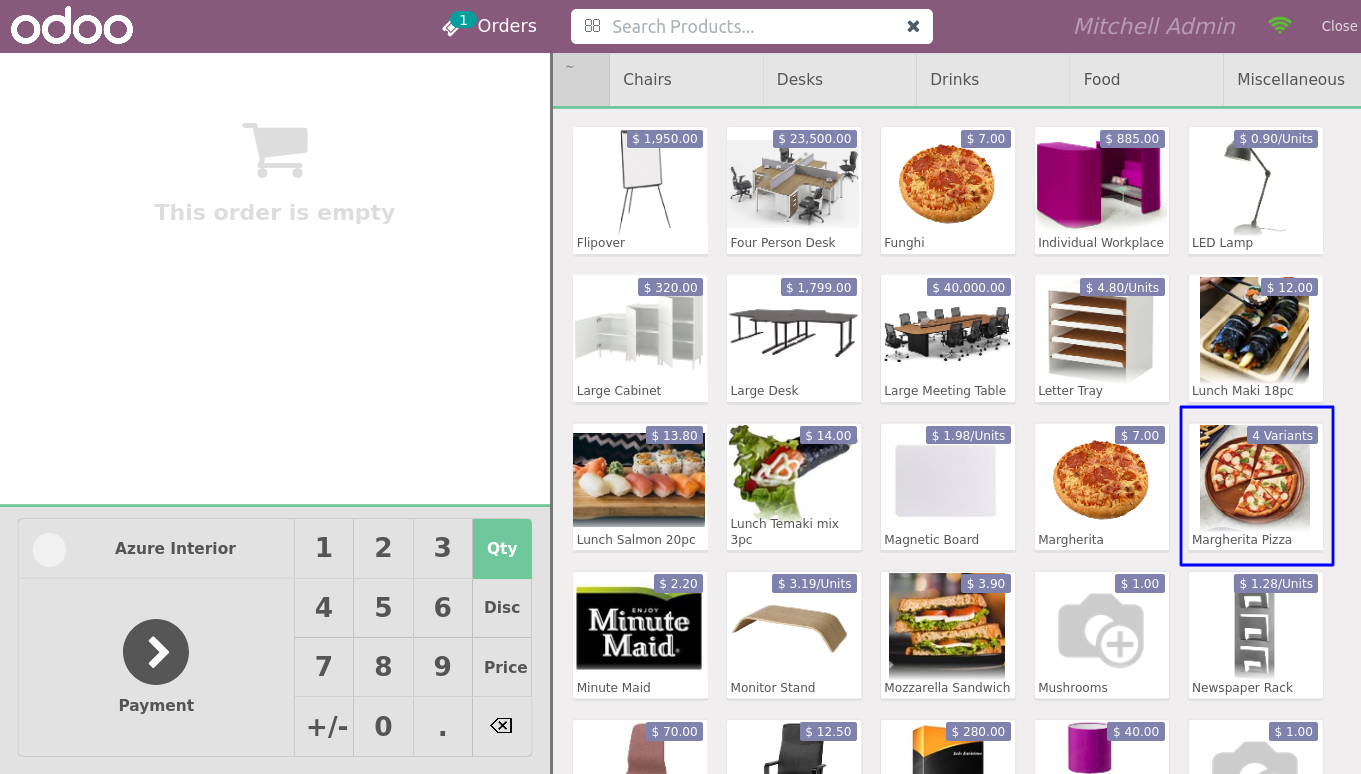 odoo
1
Orders
Search Products...
Mitchell Admin
Close
~
Chairs
Desks
Drinks
Food
Miscellaneous
This order is empty
$ 1,950.00
Flipover
$ 23,500.00
Four Person Desk
$ 7.00
Funghi
$ 885.00
Individual Workplace
$ 0.90/Units
LED Lamp
$ 320.00
Large Cabinet
$ 1,799.00
Large Desk
$ 40,000.00
Large Meeting Table
$ 4.80/Units
Letter Tray
$ 12.00
Lunch Maki 18pc
$ 13.80
Lunch Salmon 20pc
$ 14.00
Lunch Temaki mix
3pc
$ 1.98/Units
Magnetic Board
$ 7.00
Margherita
4 Variants
Margherita Pizza
$ 2.20
ENJOY
Minute
Maid
Minute Maid
$ 3.19/Units
Monitor Stand
$ 3.90
Mozzarella Sandwich
$ 1.00
Mushrooms
$ 1.28/Units
Newspaper Rack
$ 70.00
$ 12.50
$ 280.00
$ 40.00
$ 1.00
Azure Interior
1
2
3
Qty
4
5
6
Disc
Payment
7
8
9
Price
+/-
0
.